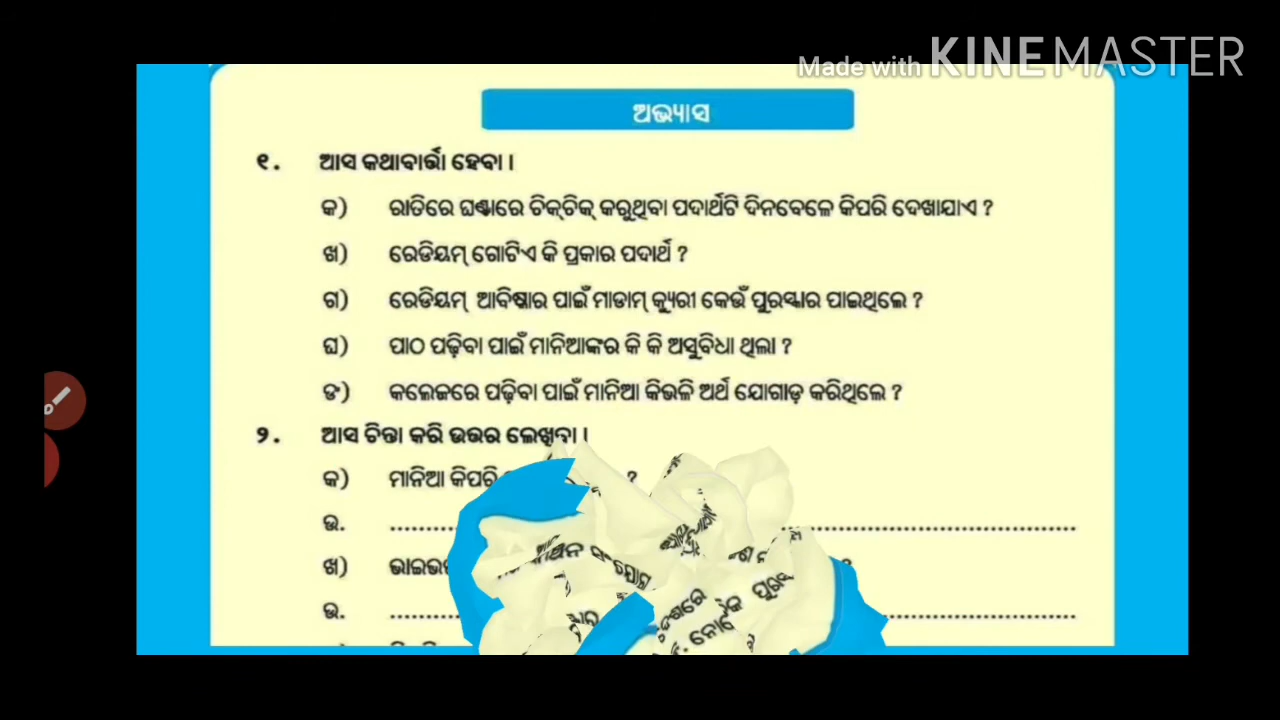 Made with KINEMASTER
ଅଭ୍ୟାସ
୧. ଆସ କଥାବାର୍ତ୍ତା ହେବା ।
କ) ରାତିରେ ଘଣ୍ଟାରେ ଚିକ୍‌ଚିକ୍ କରୁଥିବା ପଦାର୍ଥଟି ଦିନବେଳେ କିପରି ଦେଖାଯାଏ ?
ଖ) ରେଡିୟମ୍ ଗୋଟିଏ କି ପ୍ରକାର ପଦାର୍ଥ ?
ଗ) ରେଡିୟମ୍ ଆବିଷ୍କାର ପାଇଁ ମାଡାମ୍ କ୍ୟୁରୀ କେଉଁ ପୁରସ୍କାର ପାଇଥିଲେ ?
ଘ) ପାଠ ପଢ଼ିବା ପାଇଁ ମାନିଆଙ୍କର କି କି ଅସୁବିଧା ଥିଲା ?
ଙ) କଲେଜରେ ପଢ଼ିବା ପାଇଁ ମାନିଆ କିଭଳି ଅର୍ଥ ଯୋଗାଡ଼ କରିଥିଲେ ?
୨. ଆସ ଚିନ୍ତା କରି ଉତ୍ତର ଲେଖିବା ।
କ) ମାନିଆ କିପରି ?
ଉ. ........................
ଖ) ?
ଉ. ........................